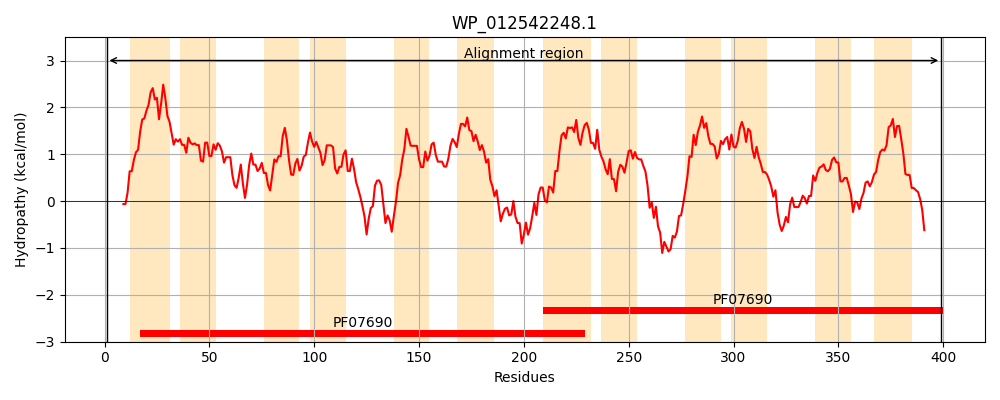 WP_012542248.1
Alignment region
3
2
1
0
−1
−2
−3
Hydropathy (kcal/mol)
PF07690
PF07690
0 50 100 150 200 250 300 350 400
Residues